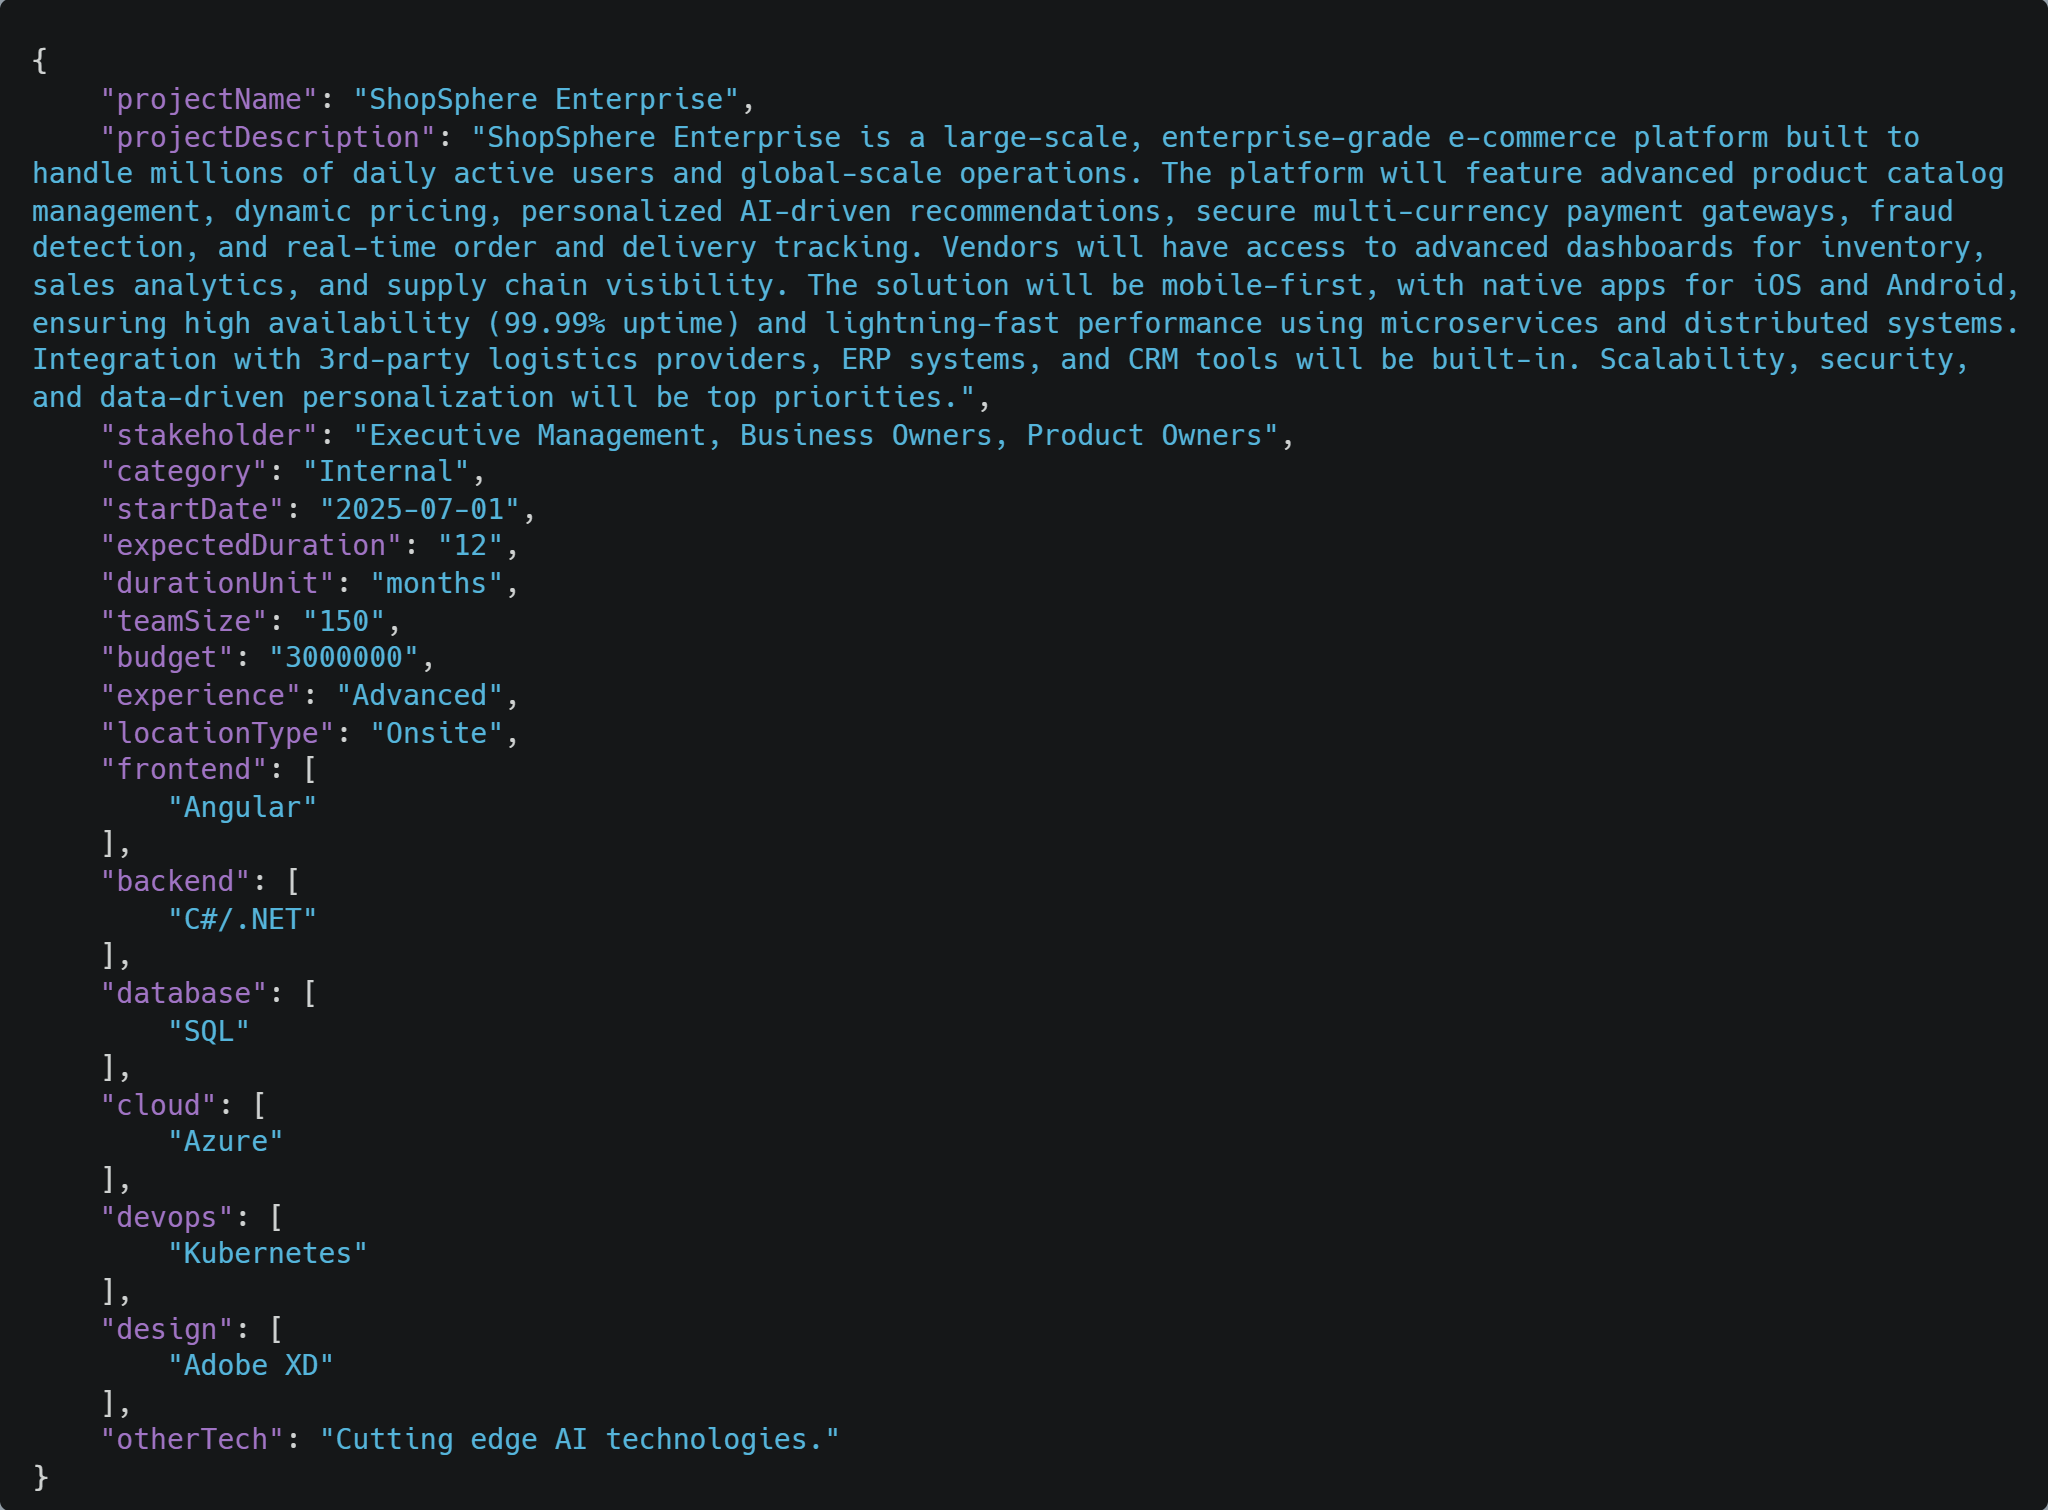 {
    "projectName": "ShopSphere Enterprise",
    "projectDescription": "ShopSphere Enterprise is a large-scale, enterprise-grade e-commerce platform built to
handle millions of daily active users and global-scale operations. The platform will feature advanced product catalog
management, dynamic pricing, personalized AI-driven recommendations, secure multi-currency payment gateways, fraud
detection, and real-time order and delivery tracking. Vendors will have access to advanced dashboards for inventory,
sales analytics, and supply chain visibility. The solution will be mobile-first, with native apps for iOS and Android,
ensuring high availability (99.99% uptime) and lightning-fast performance using microservices and distributed systems.
Integration with 3rd-party logistics providers, ERP systems, and CRM tools will be built-in. Scalability, security,
and data-driven personalization will be top priorities.",
    "stakeholder": "Executive Management, Business Owners, Product Owners",
    "category": "Internal",
    "startDate": "2025-07-01",
    "expectedDuration": "12",
    "durationUnit": "months",
    "teamSize": "150",
    "budget": "3000000",
    "experience": "Advanced",
    "locationType": "Onsite",
    "frontend": [
        "Angular"
    ],
    "backend": [
        "C#/.NET"
    ],
    "database": [
        "SQL"
    ],
    "cloud": [
        "Azure"
    ],
    "devops": [
        "Kubernetes"
    ],
    "design": [
        "Adobe XD"
    ],
    "otherTech": "Cutting edge AI technologies."
}